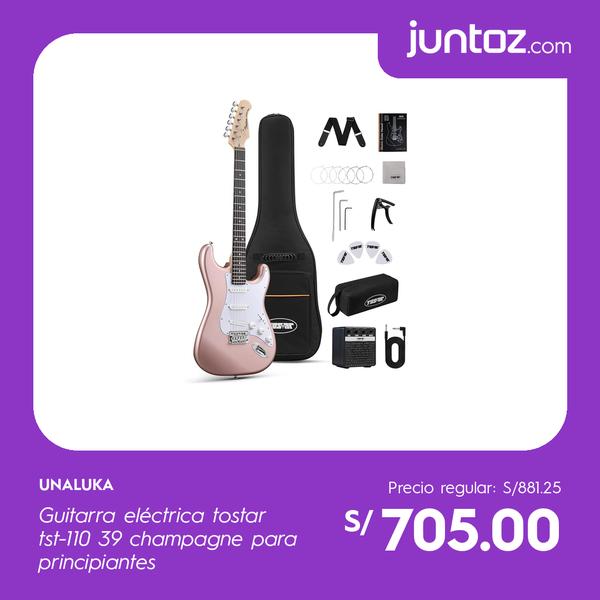 juntoz.com
UNALUKA
Guitarra eléctrica tostar
tst-110 39 champagne para
principiantes
Precio regular: S/881.25
S/705.00